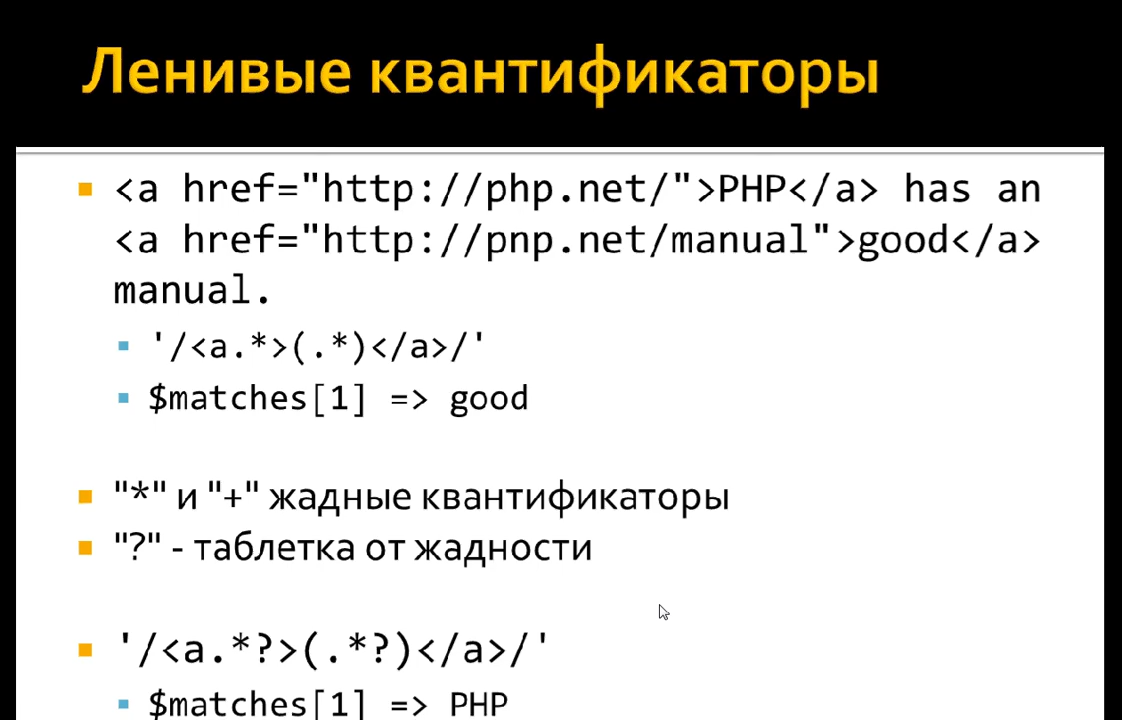 Ленивые квантификаторы
<a href="http://php.net/">PHP</a> has an
<a href="http://pnp.net/manual">good</a>
manual.
'/<a.*>(.*)</a>/'
$matches[1] => good
"*" и "+" жадные квантификаторы
"?" - таблетка от жадности
'/<a.*?>(.*?)</a>/'
$matches[1] => PHP